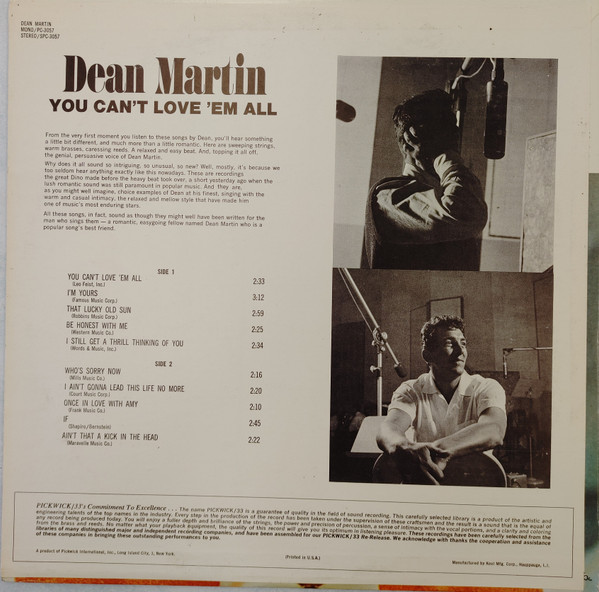 DEAN MARTIN
MONO/PC-3057
STEREO/SPC-3057
Dean Martin
YOU CAN'T LOVE 'EM ALL
From the very first moment you listen to these songs by Dean, you'll hear something
a little bit different, and much more than a little romantic. Here are sweeping strings,
warm brasses, caressing reeds. A relaxed and easy beat. And, topping it all off,
the genial, persuasive voice of Dean Martin.
Why does it all sound so intriguing, so unusual, so new? Well, mostly, it's because we
too seldom hear anything exactly like this nowadays. These are recordings
the great Dino made before the heavy beat took over, a short yesterday ago when the
lush romantic sound was still paramount in popular music. And they are,
as you might well imagine, choice examples of Dean at his finest, singing with the
warm and casual intimacy, the relaxed and mellow style that have made him
one of music's most enduring stars.
All these songs, in fact, sound as though they might well have been written for the
man who sings them — a romantic, easygoing fellow named Dean Martin who is a
popular song's best friend.
SIDE 1
YOU CAN'T LOVE 'EM ALL 2:33
(Leo Feist, Inc.)
I'M YOURS 3:12
(Famous Music Corp.)
THAT LUCKY OLD SUN 2:59
(Robbins Music Corp.)
BE HONEST WITH ME 2:25
(Western Music Co.)
I STILL GET A THRILL THINKING OF YOU 2:34
(Words & Music, Inc.)
SIDE 2
WHO'S SORRY NOW 2:16
(Mills Music Co.)
I AIN'T GONNA LEAD THIS LIFE NO MORE 2:20
(Court Music Corp.)
ONCE IN LOVE WITH AMY 2:10
(Frank Music Co.)
IF 2:45
(Shapiro/Bernstein)
AIN'T THAT A KICK IN THE HEAD 2:22
(Maravelle Music Co.)
PICKWICK/33's Commitment To Excellence . . . The name PICKWICK/33 is a guarantee of quality in the field of sound recording. This carefully selected library is a product of the artistic and
engineering talents of the top names in the industry. Every step in the production of the record has been taken under the supervision of these craftsmen and the result is a sound that is the equal of
any record being produced today. You will enjoy a fuller depth and brilliance of the strings, the power and precision of percussion, a sense of intimacy with the vocal portions, and a clarity and coloring
from the brass and reeds. No matter what your playback equipment, the quality of this record will give you its optimum in listening pleasure. These recordings have been carefully selected from the
libraries of many distinguished major and independent recording companies, and have been assembled for our PICKWICK/33 Re-Release. We acknowledge with thanks the cooperation and assistance
of these companies in bringing these outstanding performances to you.
A product of Pickwick International, Inc., Long Island City, 1, New York.
(Printed in U.S.A.)
Manufactured by Keel Mfg. Corp., Hauppauge, L.I.